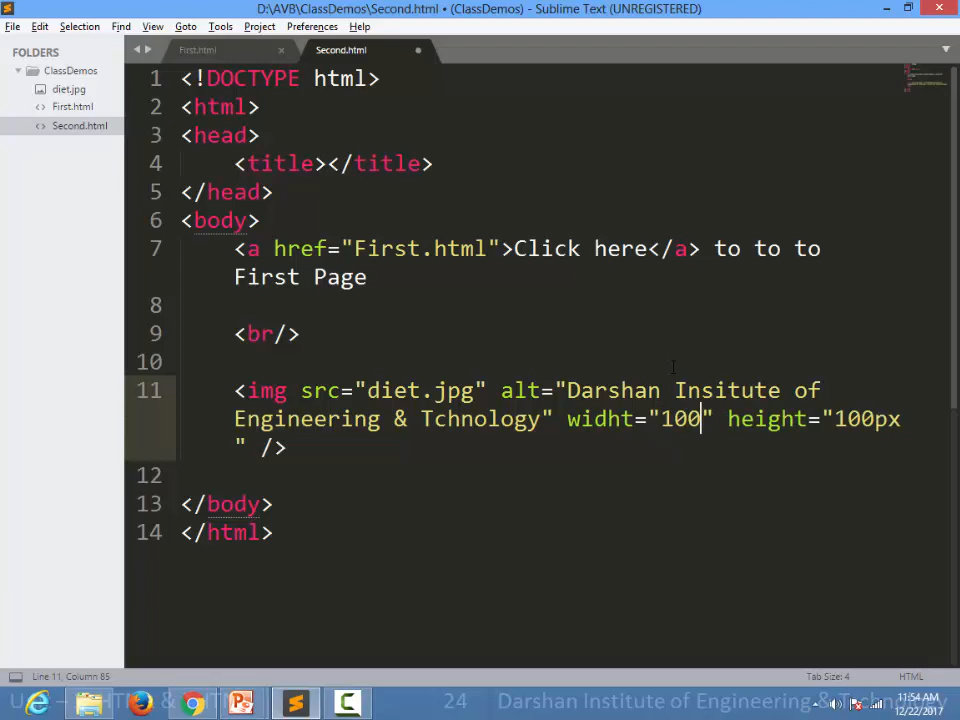 D:\AVB\ClassDemos\Second.html • (ClassDemos) - Sublime Text (UNREGISTERED)
File Edit Selection Find View Goto Tools Project Preferences Help
FOLDERS
ClassDemos
diet.jpg
First.html
Second.html
First.html Second.html
1 <!DOCTYPE html>
2 <html>
3 <head>
4 <title></title>
5 </head>
6 <body>
7 <a href="First.html">Click here</a> to to to
First Page
8
9 <br/>
10
11 <img src="diet.jpg" alt="Darshan Insitute of
Engineering & Tchnology" widht="100" height="100px
" />
12
13 </body>
14 </html>
Line 11, Column 85 Tab Size: 4 HTML
24 Darshan Institute of Engineering & Technology
11:54 AM
12/22/2017